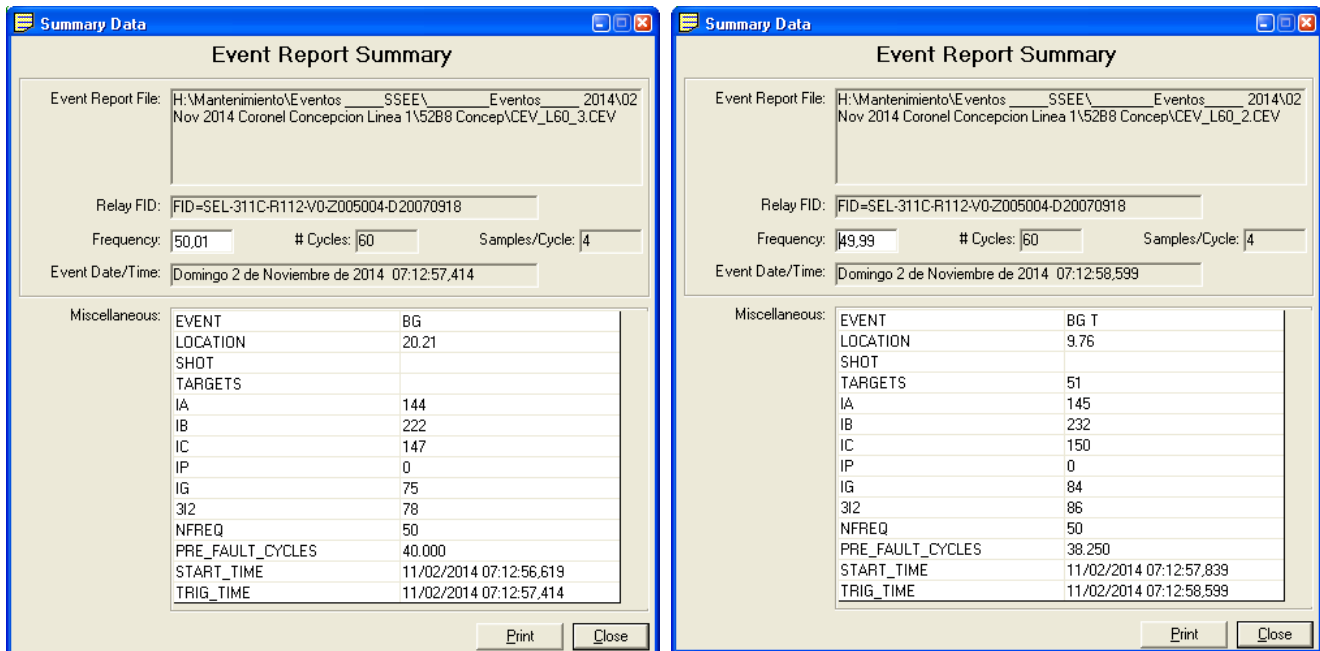 Summary Data
Event Report Summary
Event Report File: H:\Mantenimiento\Eventos _____SSEE\________Eventos_____ 2014\02
Nov 2014 Coronel Concepcion Linea 1\52B8 Concep\CEV_L60_3.CEV
Relay FID: FID=SEL-311C-R112-V0-Z005004-D20070918
Frequency: 50,01 # Cycles: 60 Samples/Cycle: 4
Event Date/Time: Domingo 2 de Noviembre de 2014 07:12:57,414
Miscellaneous:
EVENT BG
LOCATION 20.21
SHOT
TARGETS
IA 144
IB 222
IC 147
IP 0
IG 75
3I2 78
NFREQ 50
PRE_FAULT_CYCLES 40.000
START_TIME 11/02/2014 07:12:56,619
TRIG_TIME 11/02/2014 07:12:57,414
Print Close
Summary Data
Event Report Summary
Event Report File: H:\Mantenimiento\Eventos _____SSEE\________Eventos_____ 2014\02
Nov 2014 Coronel Concepcion Linea 1\52B8 Concep\CEV_L60_2.CEV
Relay FID: FID=SEL-311C-R112-V0-Z005004-D20070918
Frequency: 49,99 # Cycles: 60 Samples/Cycle: 4
Event Date/Time: Domingo 2 de Noviembre de 2014 07:12:58,599
Miscellaneous:
EVENT BG T
LOCATION 9.76
SHOT
TARGETS 51
IA 145
IB 232
IC 150
IP 0
IG 84
3I2 86
NFREQ 50
PRE_FAULT_CYCLES 38.250
START_TIME 11/02/2014 07:12:57,839
TRIG_TIME 11/02/2014 07:12:58,599
Print Close